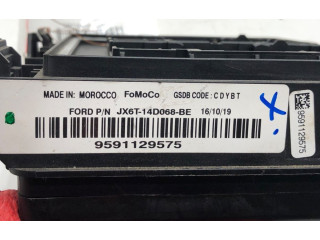 MADE IN: MOROCCO FoMoCo GSDB CODE: CDYBT
FORD P/N JX6T-14D068-BE 16/10/19
9591129575
X.
9591129575